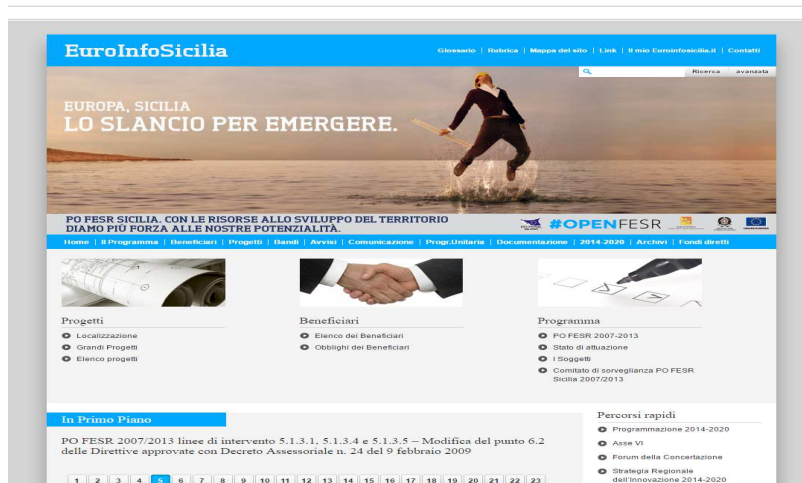 EuroInfoSicilia
Glossario | Rubrica | Mappa del sito | Link | Il mio Euroinfosicilia.it | Contatti
Ricerca avanzata
EUROPA, SICILIA
LO SLANCIO PER EMERGERE.
PO FESR SICILIA. CON LE RISORSE ALLO SVILUPPO DEL TERRITORIO
DIAMO PIÙ FORZA ALLE NOSTRE POTENZIALITÀ.
#OPENFESR
Home | Il Programma | Beneficiari | Progetti | Bandi | Avvisi | Comunicazione | Progr.Unitaria | Documentazione | 2014-2020 | Archivi | Fondi diretti
Progetti
Localizzazione
Grandi Progetti
Elenco progetti
Beneficiari
Elenco dei Beneficiari
Obblighi dei Beneficiari
Programma
PO FESR 2007-2013
Stato di attuazione
I Soggetti
Comitato di sorveglianza PO FESR
Sicilia 2007/2013
In Primo Piano
PO FESR 2007/2013 linee di intervento 5.1.3.1, 5.1.3.4 e 5.1.3.5 – Modifica del punto 6.2
delle Direttive approvate con Decreto Assessoriale n. 24 del 9 febbraio 2009
1 2 3 4 5 6 7 8 9 10 11 12 13 14 15 16 17 18 19 20 21 22 23
Percorsi rapidi
Programmazione 2014-2020
Asse VI
Forum della Concertazione
Strategia Regionale
dell'Innovazione 2014-2020